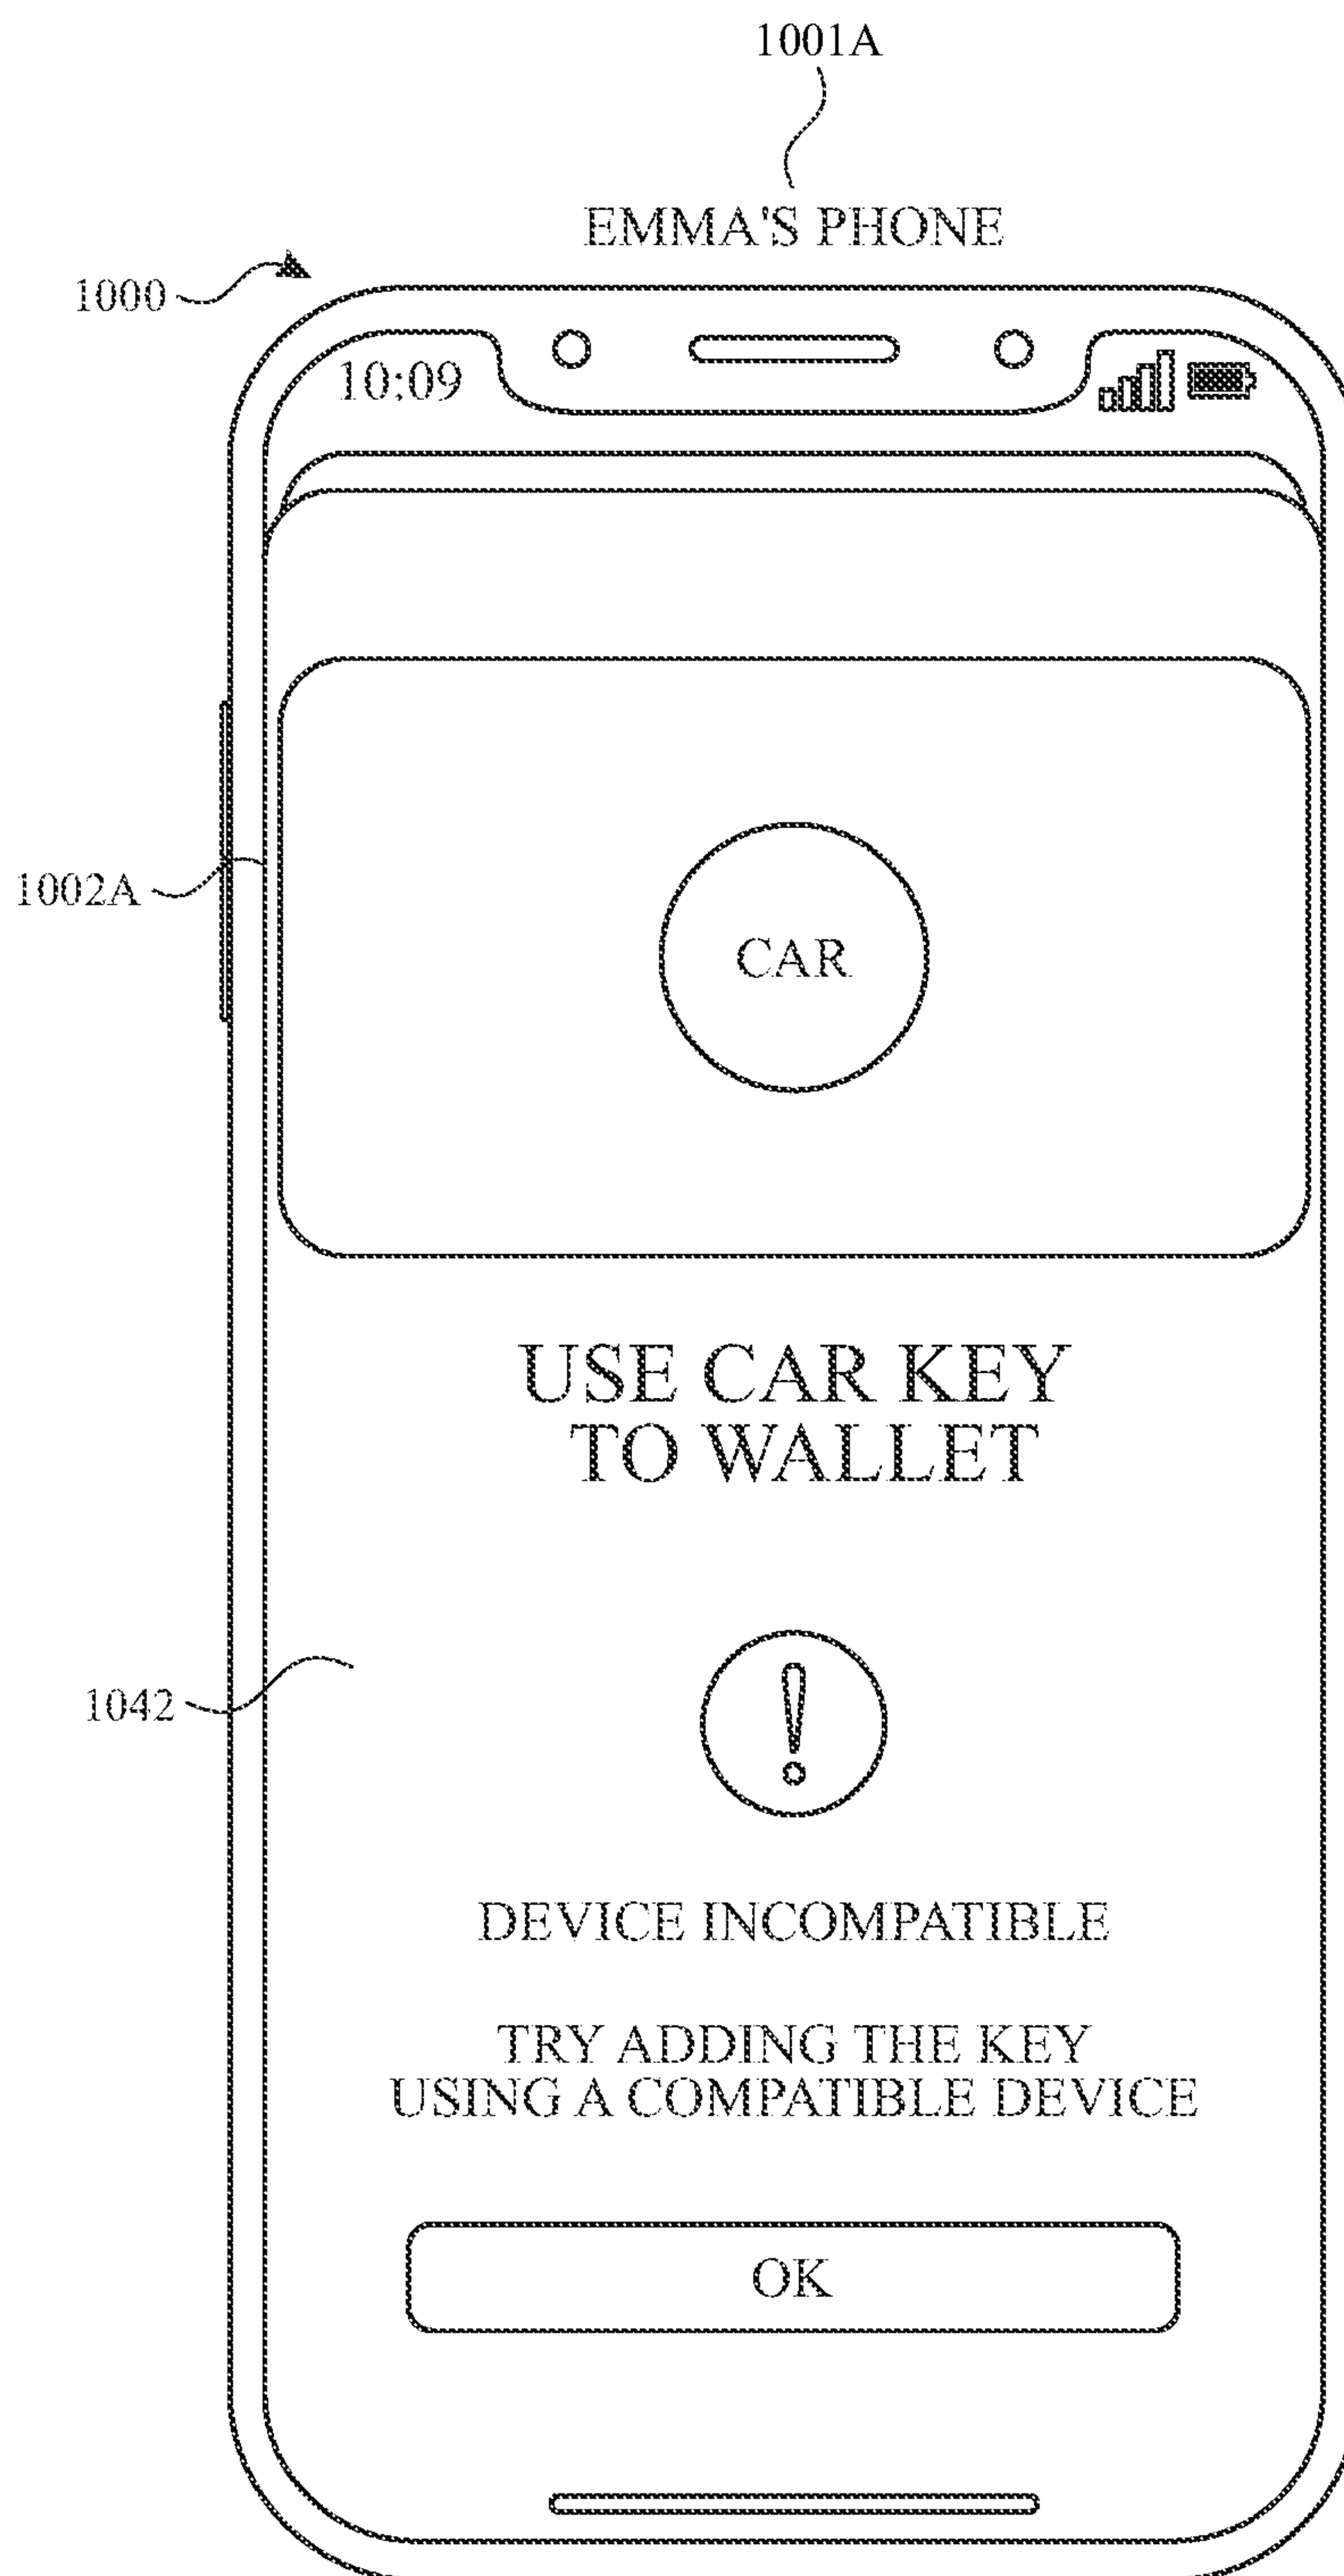 1001A
EMMA'S PHONE
1000
10:09
CAR
1002A
USE CAR KEY
TO WALLET
1042
!
DEVICE INCOMPATIBLE
TRY ADDING THE KEY
USING A COMPATIBLE DEVICE
OK